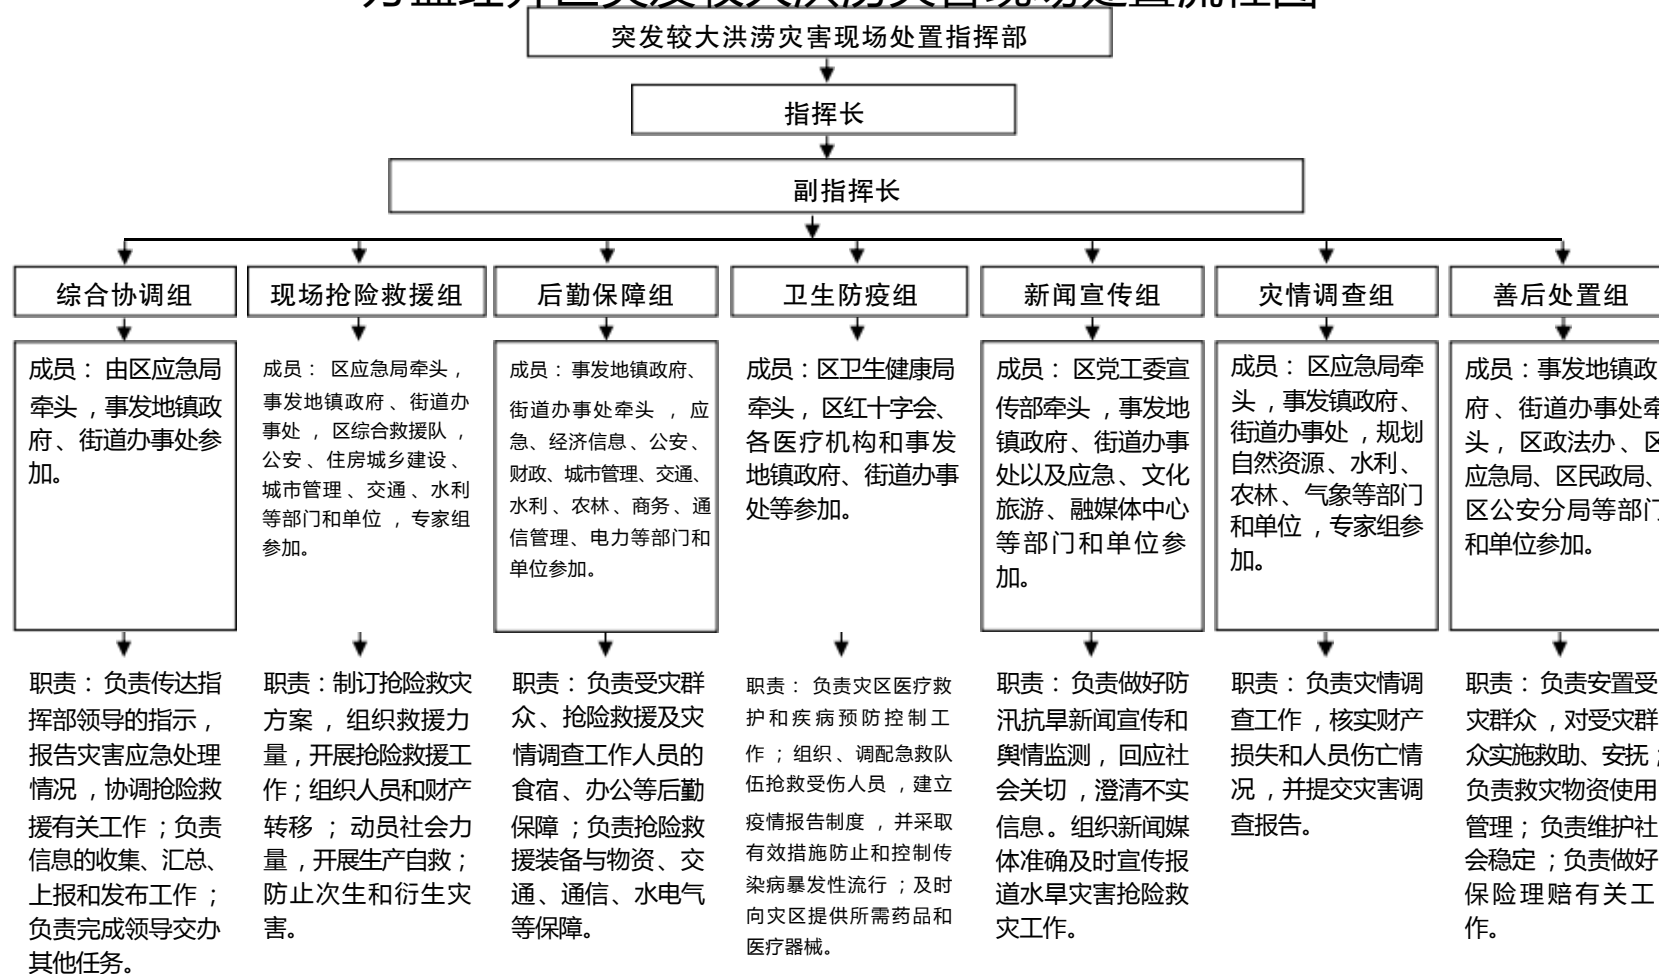 万盛经开区突发较大洪涝灾害现场处置流程图
突发较大洪涝灾害现场处置指挥部
指挥长
副指挥长
综合协调组
现场抢险救援组
后勤保障组
卫生防疫组
新闻宣传组
灾情调查组
善后处置组
成员：由区应急局
牵头，事发地镇政
府、街道办事处参
加。
成员：区应急局牵头，
事发地镇政府、街道办
事处，区综合救援队，
公安、住房城乡建设、
城市管理、交通、水利
等部门和单位，专家组
参加。
成员：事发地镇政府、
街道办事处牵头，应
急、经济信息、公安、
财政、城市管理、交通、
水利、农林、商务、通
信管理、电力等部门和
单位参加。
成员：区卫生健康局
牵头，区红十字会、
各医疗机构和事发
地镇政府、街道办事
处等参加。
成员：区党工委宣
传部牵头，事发地
镇政府、街道办事
处以及应急、文化
旅游、融媒体中心
等部门和单位参
加。
成员：区应急局牵
头，事发镇政府、
街道办事处，规划
自然资源、水利、
农林、气象等部门
和单位，专家组参
加。
成员：事发地镇政
府、街道办事处牵
头，区政法办、区
应急局、区民政局、
区公安分局等部门
和单位参加。
职责：负责传达指
挥部领导的指示，
报告灾害应急处理
情况，协调抢险救
援有关工作；负责
信息的收集、汇总、
上报和发布工作；
负责完成领导交办
其他任务。
职责：制订抢险救灾
方案，组织救援力
量，开展抢险救援工
作；组织人员和财产
转移；动员社会力
量，开展生产自救；
防止次生和衍生灾
害。
职责：负责受灾群
众、抢险救援及灾
情调查工作人员的
食宿、办公等后勤
保障；负责抢险救
援装备与物资、交
通、通信、水电气
等保障。
职责：负责灾区医疗救
护和疾病预防控制工
作；组织、调配急救队
伍抢救受伤人员，建立
疫情报告制度，并采取
有效措施防止和控制传
染病暴发性流行；及时
向灾区提供所需药品和
医疗器械。
职责：负责做好防
汛抗旱新闻宣传和
舆情监测，回应社
会关切，澄清不实
信息。组织新闻媒
体准确及时宣传报
道水旱灾害抢险救
灾工作。
职责：负责灾情调
查工作，核实财产
损失和人员伤亡情
况，并提交灾害调
查报告。
职责：负责安置受
灾群众，对受灾群
众实施救助、安抚；
负责救灾物资使用
管理；负责维护社
会稳定；负责做好
保险理赔有关工
作。